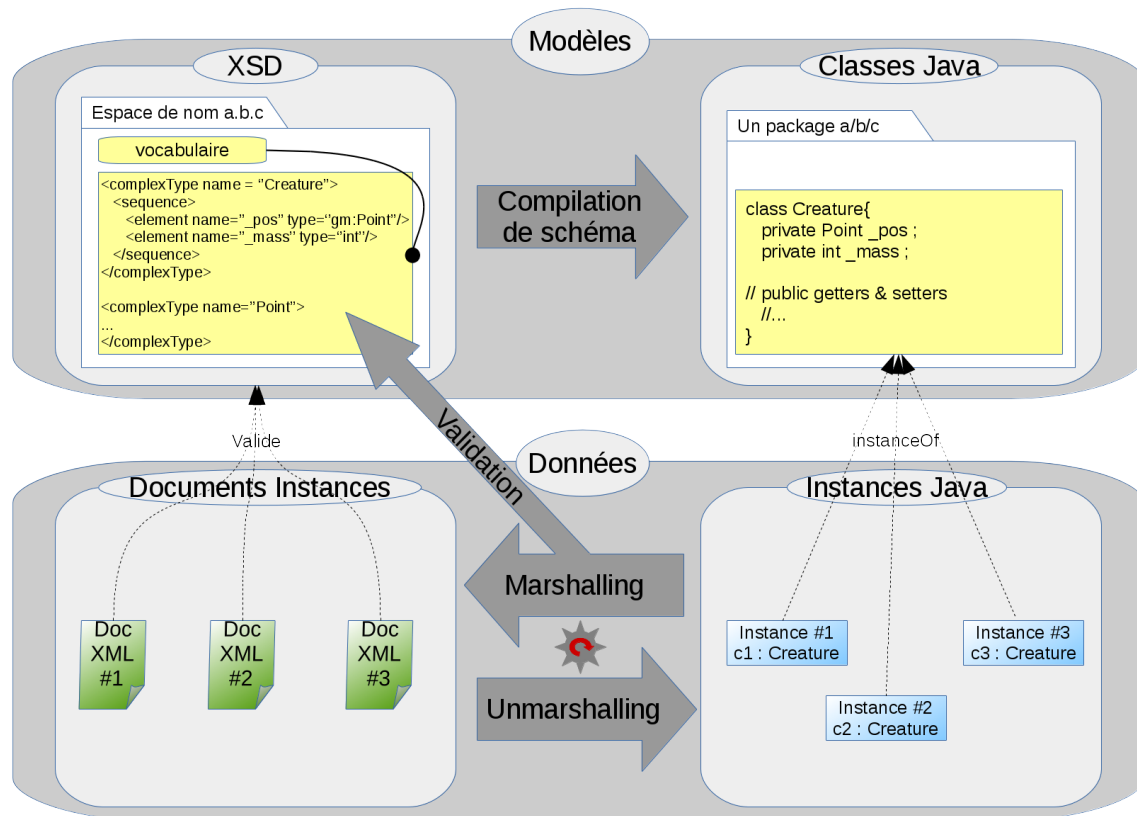 Modèles
XSD
Espace de nom a.b.c
vocabulaire
<complexType name = ‘’Creature’’>
<sequence>
<element name=’’_pos’’ type=‘’gm:Point’’/>
<element name=’’_mass’’ type=‘’int’’/>
</sequence>
</complexType>
<complexType name=’’Point’’>
...
</complexType>
Compilation
de schéma
Classes Java
Un package a/b/c
class Creature{
private Point _pos ;
private int _mass ;
// public getters & setters
//...
}
Valide
Validation
instanceOf
Données
Documents Instances
Doc
XML
#1
Doc
XML
#2
Doc
XML
#3
Marshalling
Unmarshalling
Instances Java
Instance #1
c1 : Creature
Instance #2
c2 : Creature
Instance #3
c3 : Creature